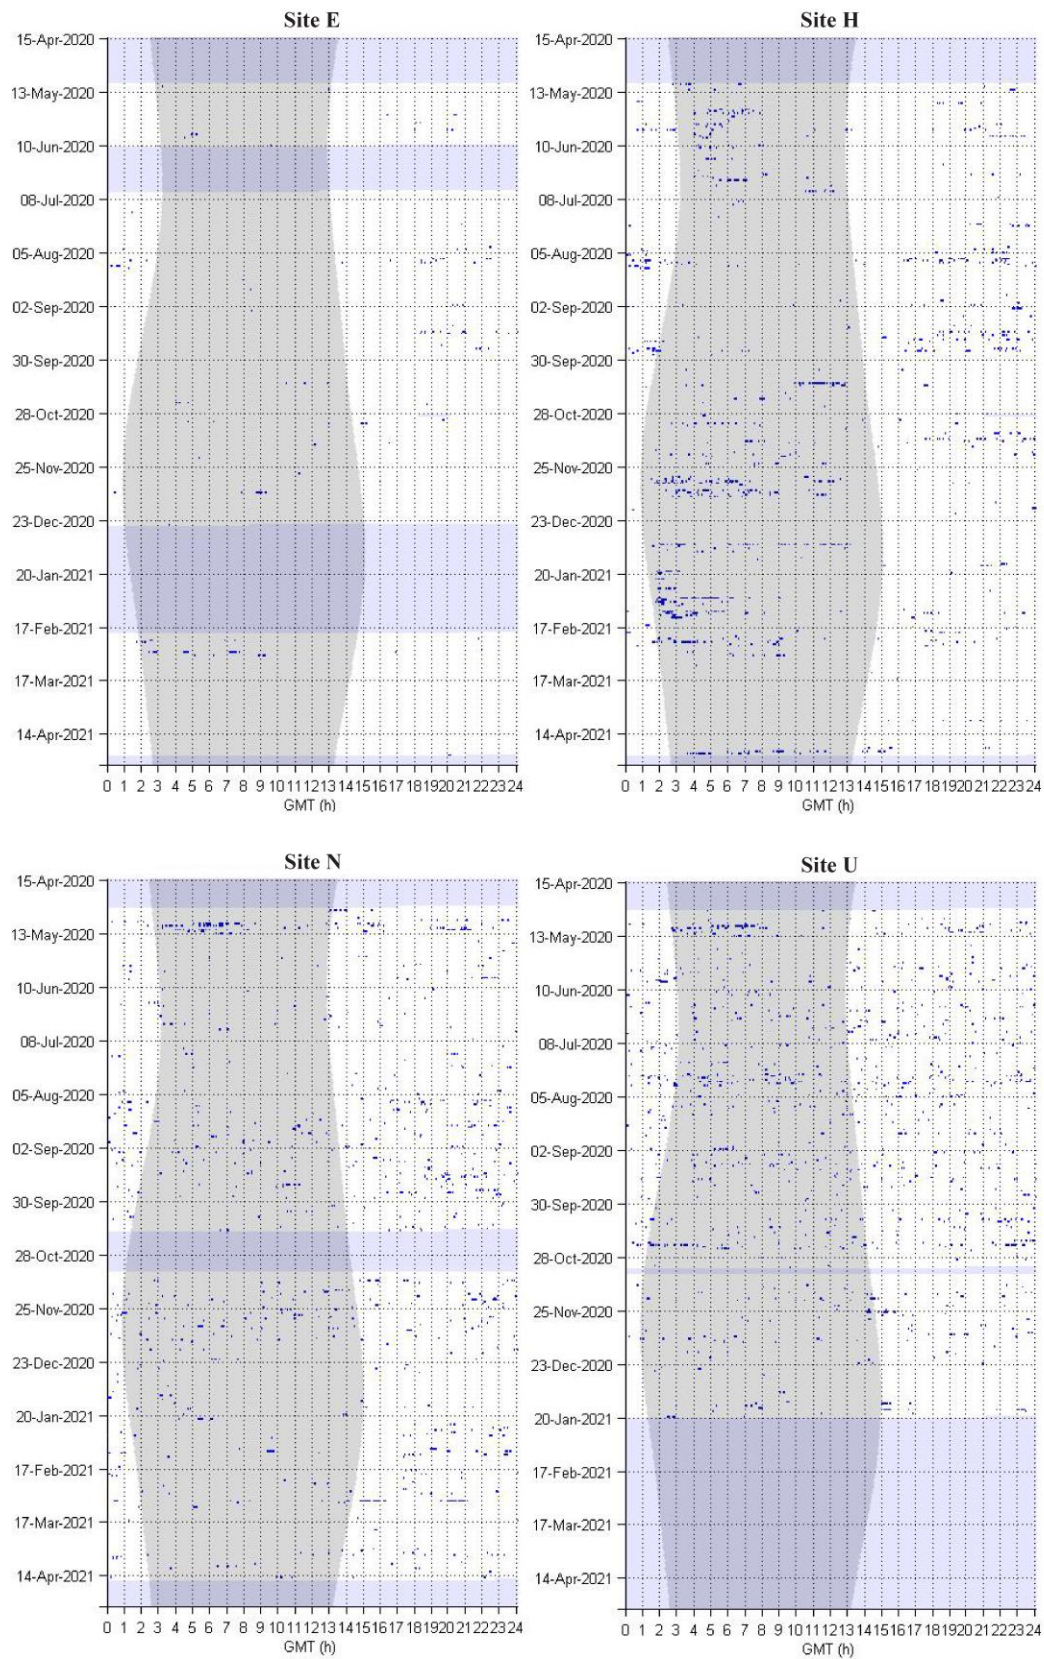 Site E
15-Apr-2020
13-May-2020
10-Jun-2020
08-Jul-2020
05-Aug-2020
02-Sep-2020
30-Sep-2020
28-Oct-2020
25-Nov-2020
23-Dec-2020
20-Jan-2021
17-Feb-2021
17-Mar-2021
14-Apr-2021
0 1 2 3 4 5 6 7 8 9 10 11 12 13 14 15 16 17 18 19 20 21 22 23 24
GMT (h)
Site H
15-Apr-2020
13-May-2020
10-Jun-2020
08-Jul-2020
05-Aug-2020
02-Sep-2020
30-Sep-2020
28-Oct-2020
25-Nov-2020
23-Dec-2020
20-Jan-2021
17-Feb-2021
17-Mar-2021
14-Apr-2021
0 1 2 3 4 5 6 7 8 9 10 11 12 13 14 15 16 17 18 19 20 21 22 23 24
GMT (h)
Site N
15-Apr-2020
13-May-2020
10-Jun-2020
08-Jul-2020
05-Aug-2020
02-Sep-2020
30-Sep-2020
28-Oct-2020
25-Nov-2020
23-Dec-2020
20-Jan-2021
17-Feb-2021
17-Mar-2021
14-Apr-2021
0 1 2 3 4 5 6 7 8 9 10 11 12 13 14 15 16 17 18 19 20 21 22 23 24
GMT (h)
Site U
15-Apr-2020
13-May-2020
10-Jun-2020
08-Jul-2020
05-Aug-2020
02-Sep-2020
30-Sep-2020
28-Oct-2020
25-Nov-2020
23-Dec-2020
20-Jan-2021
17-Feb-2021
17-Mar-2021
14-Apr-2021
0 1 2 3 4 5 6 7 8 9 10 11 12 13 14 15 16 17 18 19 20 21 22 23 24
GMT (h)